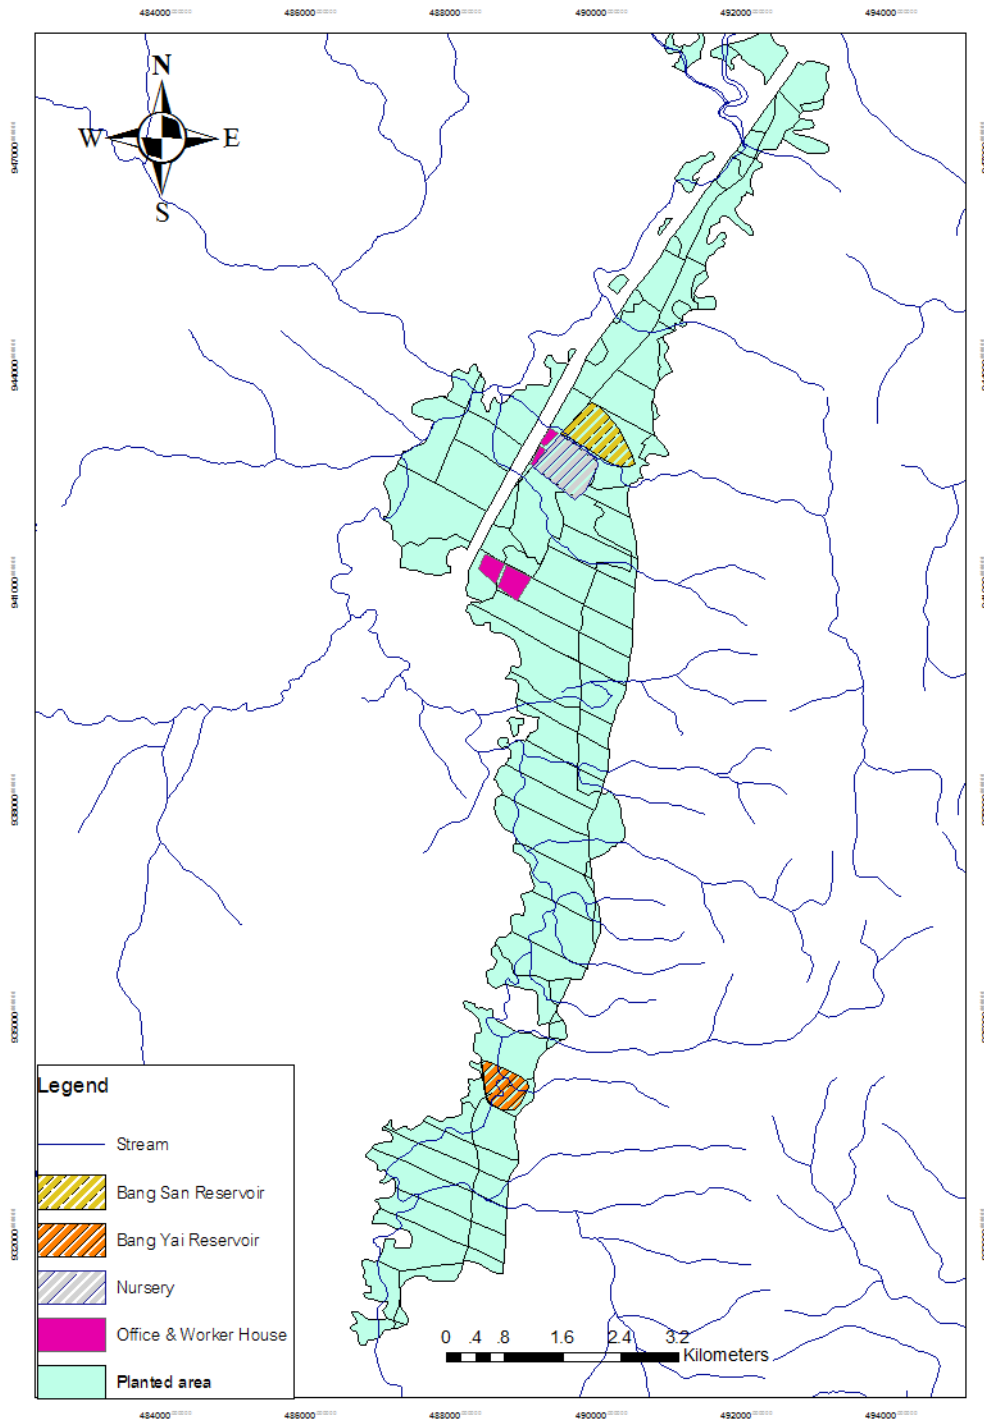 484000 486000 488000 490000 492000 494000
N
W E
S
947000
944000
941000
938000
935000
932000
Legend
Stream
Bang San Reservoir
Bang Yai Reservoir
Nursery
Office & Worker House
Planted area
0 .4 .8 1.6 2.4 3.2
Kilometers
484000 486000 488000 490000 492000 494000